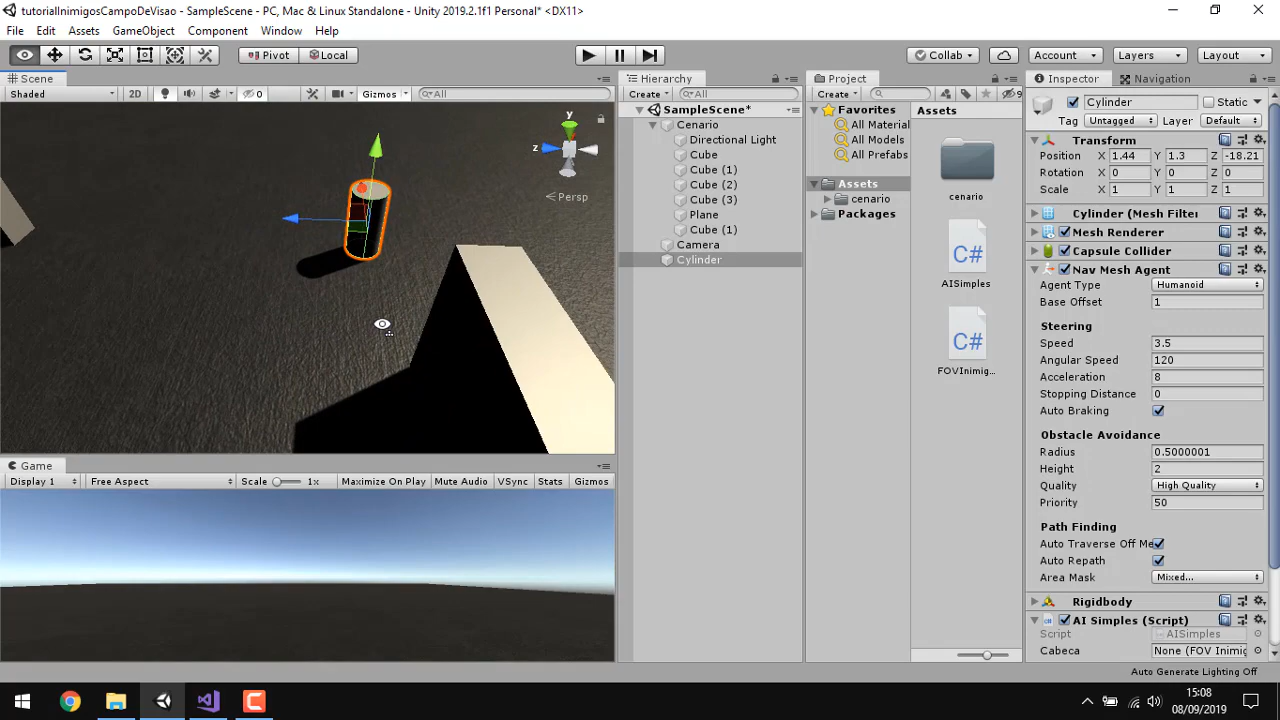 tutorialInimigosCampoDeVisao - SampleScene - PC, Mac & Linux Standalone - Unity 2019.2.1f1 Personal* <DX11>
File Edit Assets GameObject Component Window Help
Pivot Local Collab Account Layers Layout
Scene
Shaded 2D 0 Gizmos All
y
z
Persp
Hierarchy
Create All
SampleScene*
Cenario
Directional Light
Cube
Cube (1)
Cube (2)
Cube (3)
Plane
Cube (1)
Camera
Cylinder
Project
Create 9
Favorites
All Material
All Models
All Prefabs
Assets
cenario
Packages
Assets
cenario
C#
AISimples
C#
FOVInimig...
Inspector Navigation
Cylinder Static
Tag Untagged Layer Default
Transform
Position X 1.44 Y 1.3 Z -18.21
Rotation X 0 Y 0 Z 0
Scale X 1 Y 1 Z 1
Cylinder (Mesh Filter
Mesh Renderer
Capsule Collider
Nav Mesh Agent
Agent Type Humanoid
Base Offset 1
Steering
Speed 3.5
Angular Speed 120
Acceleration 8
Stopping Distance 0
Auto Braking
Obstacle Avoidance
Radius 0.5000001
Height 2
Quality High Quality
Priority 50
Path Finding
Auto Traverse Off Me
Auto Repath
Area Mask Mixed...
Rigidbody
AI Simples (Script)
Script AISimples
Cabeca None (FOV Inimig
Game
Display 1 Free Aspect Scale 1x Maximize On Play Mute Audio VSync Stats Gizmos
Auto Generate Lighting Off
15:08
08/09/2019